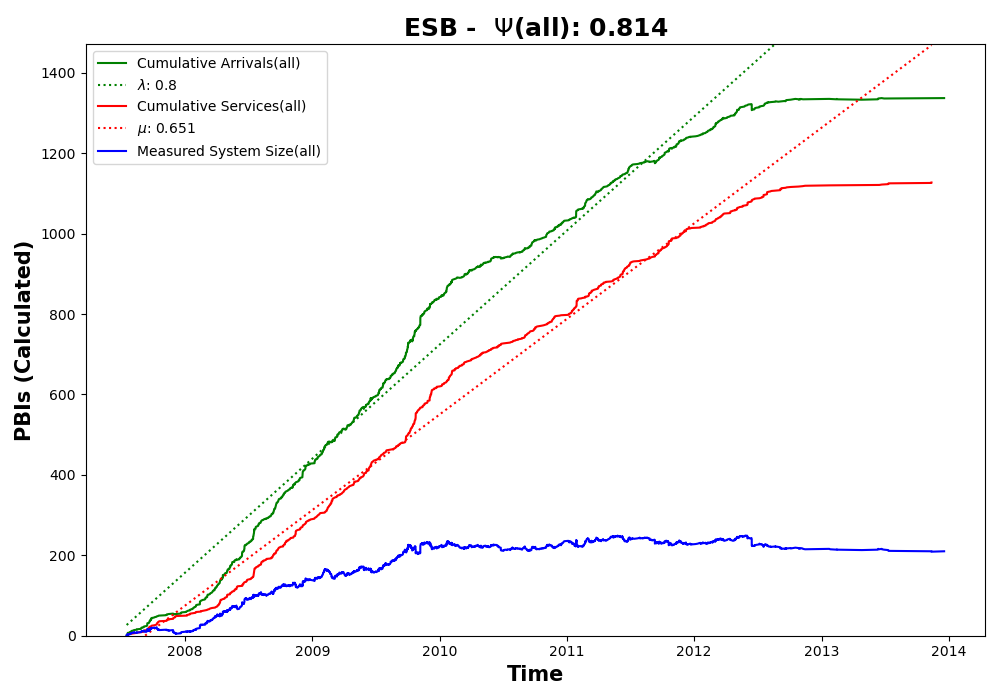 ESB - Ψ(all): 0.814
Cumulative Arrivals(all)
λ: 0.8
Cumulative Services(all)
μ: 0.651
Measured System Size(all)
PBIs (Calculated)
1400
1200
1000
800
600
400
200
0
2008 2009 2010 2011 2012 2013 2014
Time